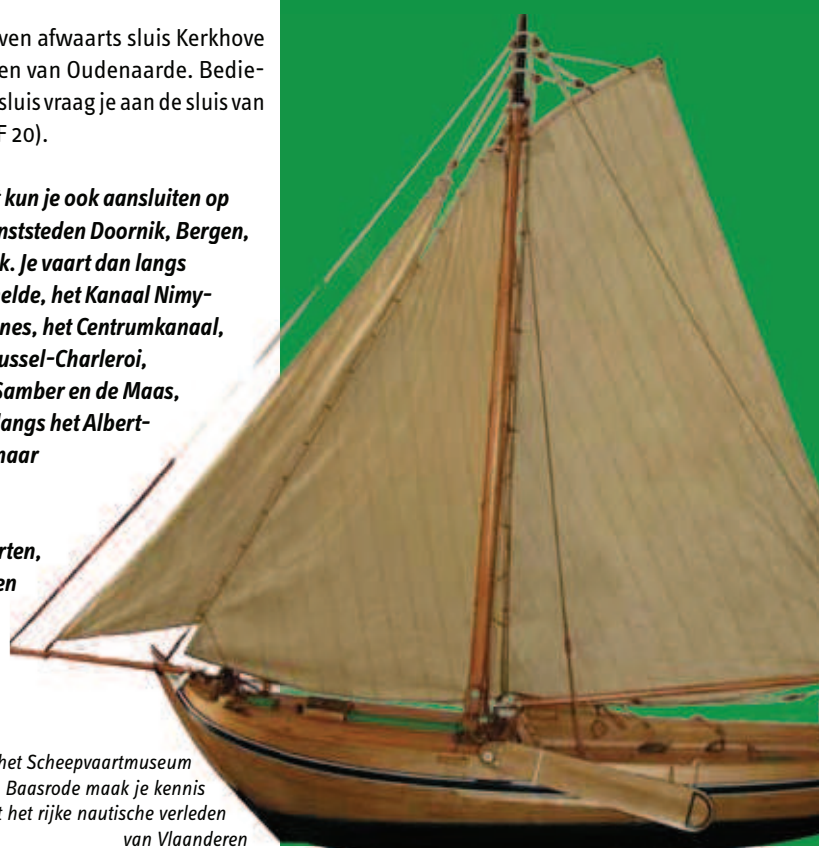 ven afwaarts sluis Kerkhove
en van Oudenaarde. Bedie-
sluis vraag je aan de sluis van
F 20).
kun je ook aansluiten op
nststeden Doornik, Bergen,
k. Je vaart dan langs
elde, het Kanaal Nimy-
nes, het Centrumkanaal,
ussel-Charleroi,
Samber en de Maas,
langs het Albert-
naar
rten,
en
het Scheepvaartmuseum
Baasrode maak je kennis
t het rijke nautische verleden
van Vlaanderen